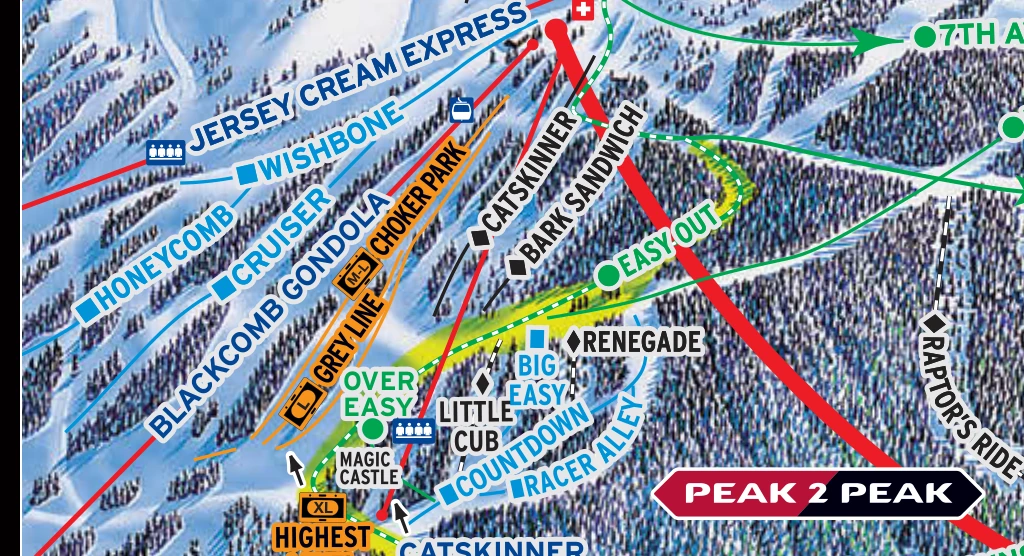 JERSEY CREAM EXPRESS
7TH A
WISHBONE
HONEYCOMB
CRUISER
BLACKCOMB GONDOLA
M-L
CHOKER PARK
L
GREY LINE
CATSKINNER
BARK SANDWICH
EASY OUT
RENEGADE
BIG
EASY
OVER
EASY
LITTLE
CUB
MAGIC
CASTLE
COUNTDOWN
RACER ALLEY
RAPTOR'S RIDE
PEAK 2 PEAK
XL
HIGHEST
CATSKINNER